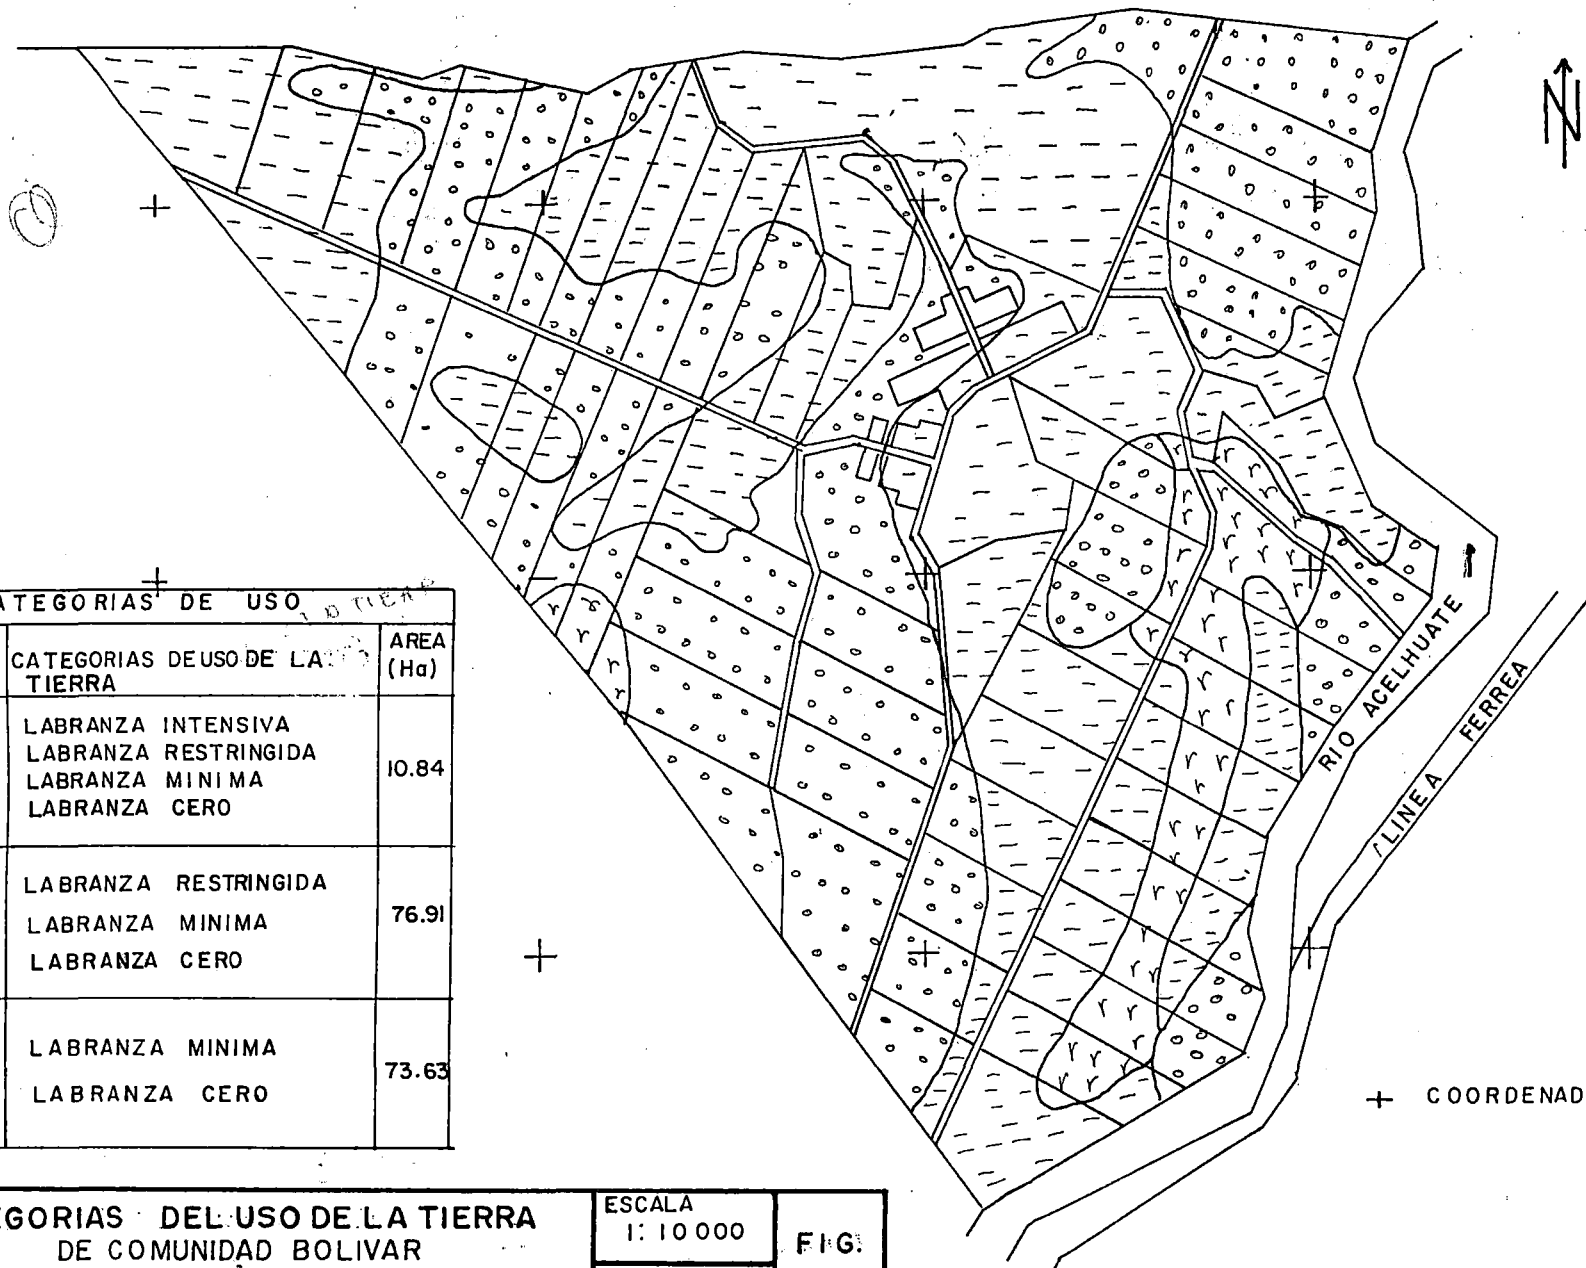 N
ATEGORIAS DE USO
CATEGORIAS DE USO DE LA
TIERRA
AREA
(Ha)
LABRANZA INTENSIVA
LABRANZA RESTRINGIDA
LABRANZA MINIMA
LABRANZA CERO
10.84
LABRANZA RESTRINGIDA
LABRANZA MINIMA
LABRANZA CERO
76.91
LABRANZA MINIMA
LABRANZA CERO
73.63
RIO ACELHUATE
LINEA FERREA
+ COORDENAD
EGORIAS DEL USO DE LA TIERRA
DE COMUNIDAD BOLIVAR
ESCALA
1: 10 000
FIG.